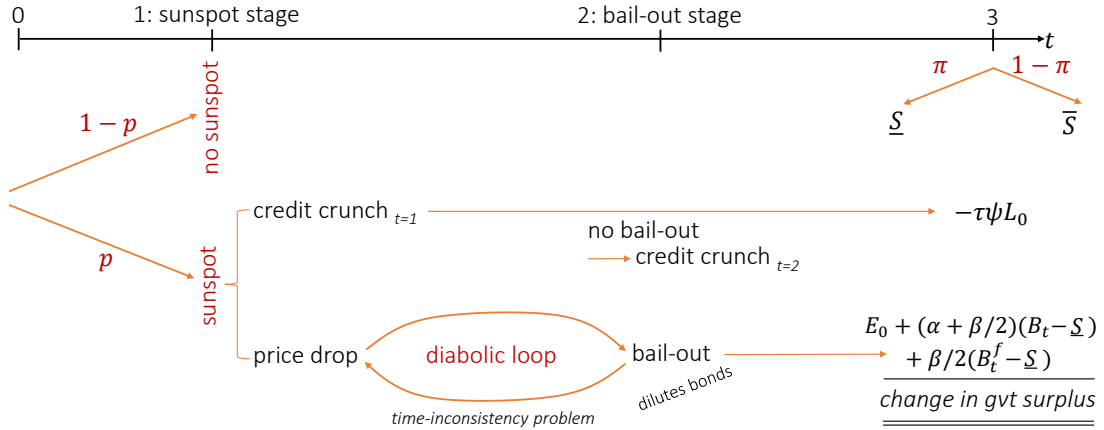 0
1: sunspot stage
2: bail-out stage
3
t
π
1 − π
S̲
S̅
1 − p
no sunspot
p
sunspot
credit crunch t=1
−τψL₀
no bail-out
credit crunch t=2
price drop
diabolic loop
bail-out
dilutes bonds
time-inconsistency problem
E₀ + (α + β/2)(Bₜ− S̲)
+ β/2(Bₜᶠ− S̲)
change in gvt surplus